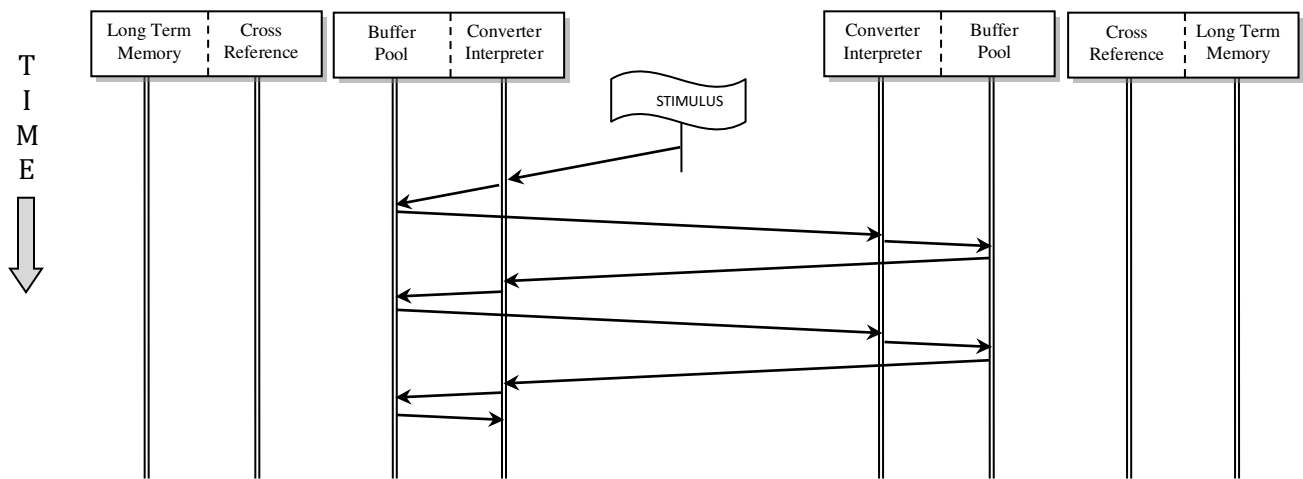 Long Term
Memory
Cross
Reference
Buffer
Pool
Converter
Interpreter
Converter
Interpreter
Buffer
Pool
Cross
Reference
Long Term
Memory
T
I
M
E
STIMULUS